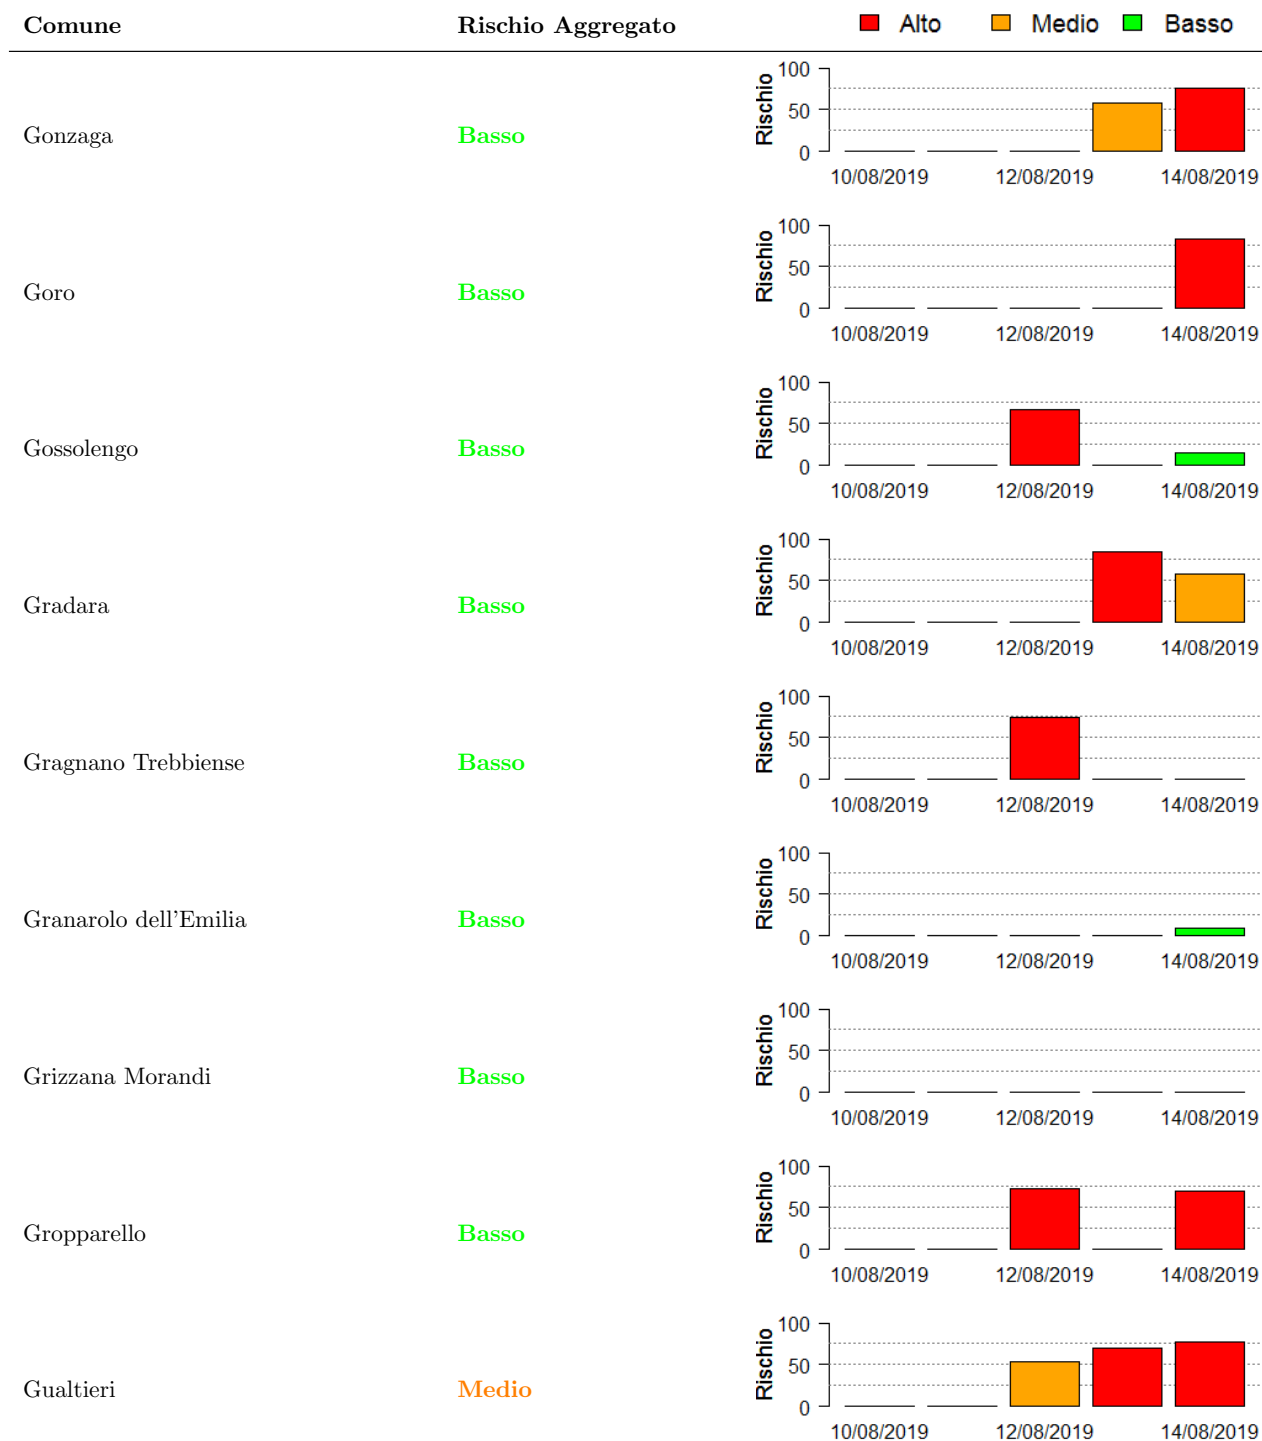 Comune Rischio Aggregato Alto Medio Basso
Gonzaga Basso
Rischio
100
50
0
10/08/2019 12/08/2019 14/08/2019
Goro Basso
Rischio
100
50
0
10/08/2019 12/08/2019 14/08/2019
Gossolengo Basso
Rischio
100
50
0
10/08/2019 12/08/2019 14/08/2019
Gradara Basso
Rischio
100
50
0
10/08/2019 12/08/2019 14/08/2019
Gragnano Trebbiense Basso
Rischio
100
50
0
10/08/2019 12/08/2019 14/08/2019
Granarolo dell'Emilia Basso
Rischio
100
50
0
10/08/2019 12/08/2019 14/08/2019
Grizzana Morandi Basso
Rischio
100
50
0
10/08/2019 12/08/2019 14/08/2019
Gropparello Basso
Rischio
100
50
0
10/08/2019 12/08/2019 14/08/2019
Gualtieri Medio
Rischio
100
50
0
10/08/2019 12/08/2019 14/08/2019